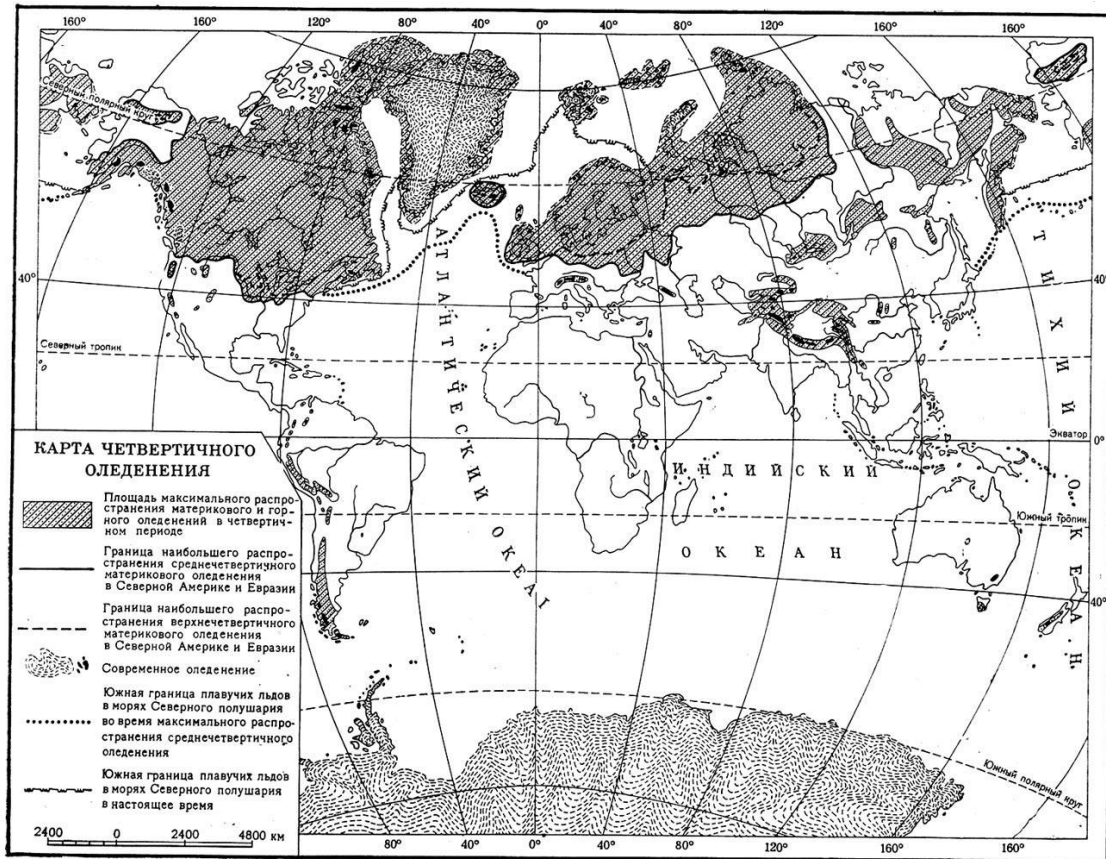 160° 120° 80° 40° 20° 0° 20° 40° 80° 120° 160°
160°
Северный полярный круг
40°
40°
АТЛАНТИЧЕСКИЙ ОКЕАН
ТИХИЙ ОКЕАН
Северный тропик
Экватор
ИНДИЙСКИЙ
ОКЕАН
Южный тропик
40°
Южный полярный круг
КАРТА ЧЕТВЕРТИЧНОГО
ОЛЕДЕНЕНИЯ
Площадь максимального распро-
странения материкового и гор-
ного оледенений в четвертич-
ном периоде
Граница наибольшего распро-
странения среднечетвертичного
материкового оледенения
в Северной Америке и Евразии
Граница наибольшего распро-
странения верхнечетвертичного
материкового оледенения
в Северной Америке и Евразии
Современное оледенение
Южная граница плавучих льдов
в морях Северного полушария
во время максимального распро-
странения среднечетвертичного
оледенения
Южная граница плавучих льдов
в морях Северного полушария
в настоящее время
2400 0 2400 4800 км
40° 20° 0° 20° 40° 80° 120° 160°